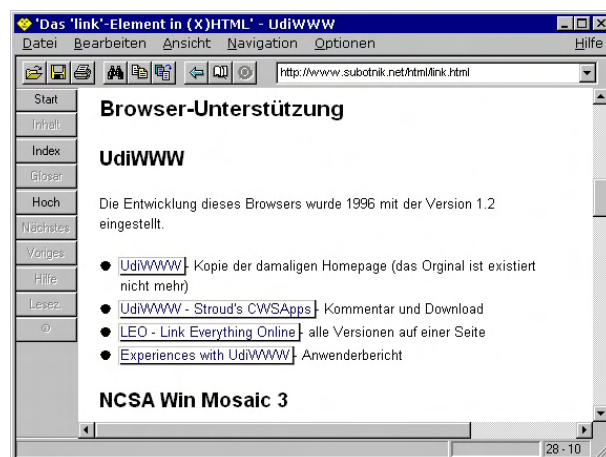 'Das 'link'-Element in (X)HTML' - UdiWWW
Datei Bearbeiten Ansicht Navigation Optionen Hilfe
http://www.subotnik.net/html/link.html
Start
Inhalt
Index
Glosar
Hoch
Nächstes
Voriges
Hilfe
Lesez.
©
Browser-Unterstützung
UdiWWW
Die Entwicklung dieses Browsers wurde 1996 mit der Version 1.2
eingestellt.
UdiWWW - Kopie der damaligen Homepage (das Orginal ist existiert
nicht mehr)
UdiWWW - Stroud's CWSApps - Kommentar und Download
LEO - Link Everything Online - alle Versionen auf einer Seite
Experiences with UdiWWW - Anwenderbericht
NCSA Win Mosaic 3
28 - 10